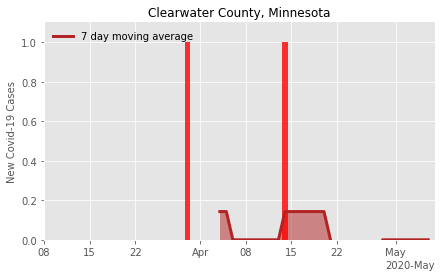 Clearwater County, Minnesota
7 day moving average
New Covid-19 Cases
1.0
0.8
0.6
0.4
0.2
0.0
08 15 22 Apr 08 15 22 May
2020-May